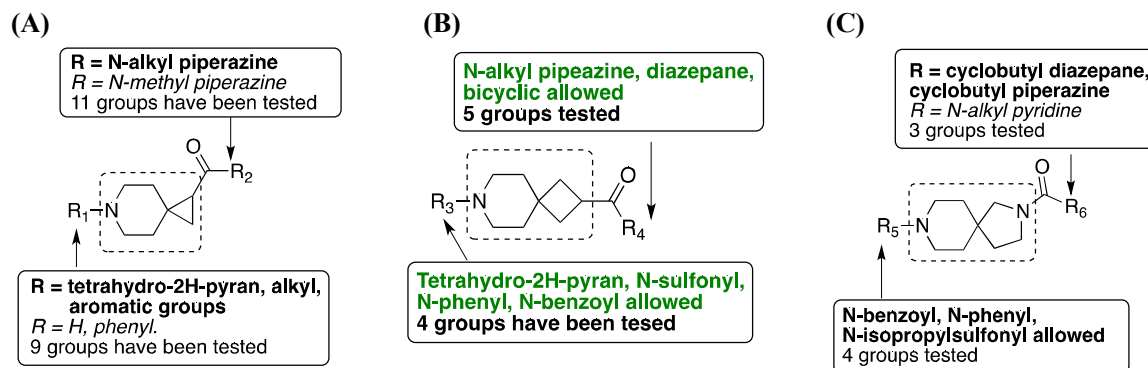 (A)
R = N-alkyl piperazine
R = N-methyl piperazine
11 groups have been tested
O
R2
R1
N
R = tetrahydro-2H-pyran, alkyl,
aromatic groups
R = H, phenyl.
9 groups have been tested
(B)
N-alkyl pipeazine, diazepane,
bicyclic allowed
5 groups tested
R3
N
O
R4
Tetrahydro-2H-pyran, N-sulfonyl,
N-phenyl, N-benzoyl allowed
4 groups have been tesed
(C)
R = cyclobutyl diazepane,
cyclobutyl piperazine
R = N-alkyl pyridine
3 groups tested
O
N
R6
R5
N
N-benzoyl, N-phenyl,
N-isopropylsulfonyl allowed
4 groups tested